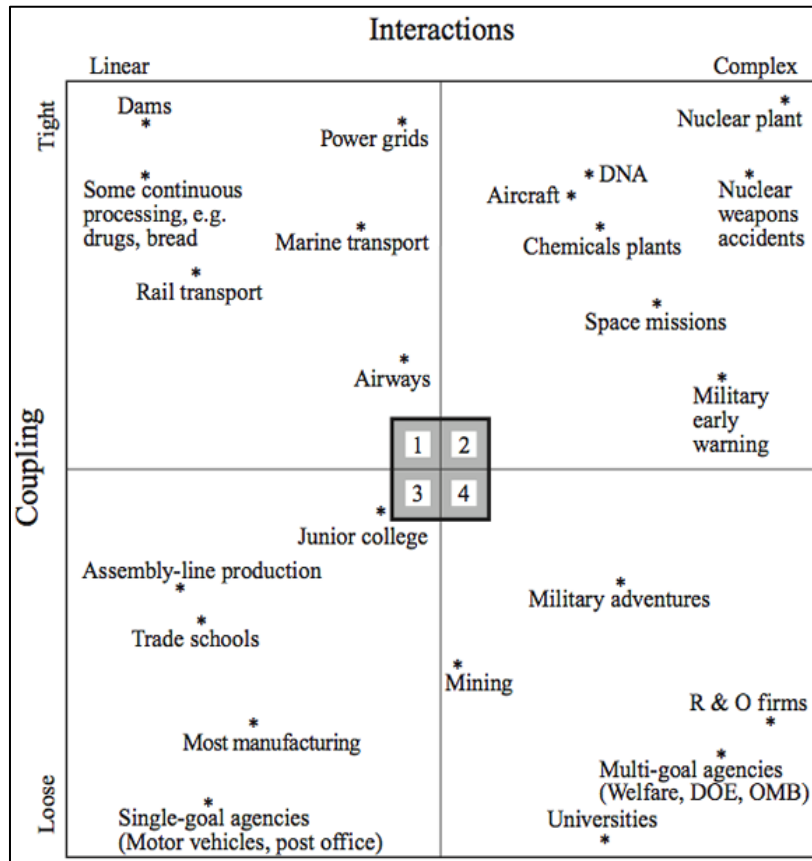 Interactions
Linear
Complex
Tight
Coupling
Loose
Dams
*
Power grids
*
Some continuous
processing, e.g.
drugs, bread
*
Marine transport
*
Rail transport
*
Airways
*
Nuclear plant
*
* DNA
Aircraft *
Nuclear
weapons
accidents
*
Chemicals plants
*
Space missions
*
Military
early
warning
*
1
2
3
4
Junior college
*
Assembly-line production
*
Trade schools
*
Most manufacturing
*
Single-goal agencies
(Motor vehicles, post office)
*
Military adventures
*
Mining
*
R & O firms
*
Multi-goal agencies
(Welfare, DOE, OMB)
*
Universities
*